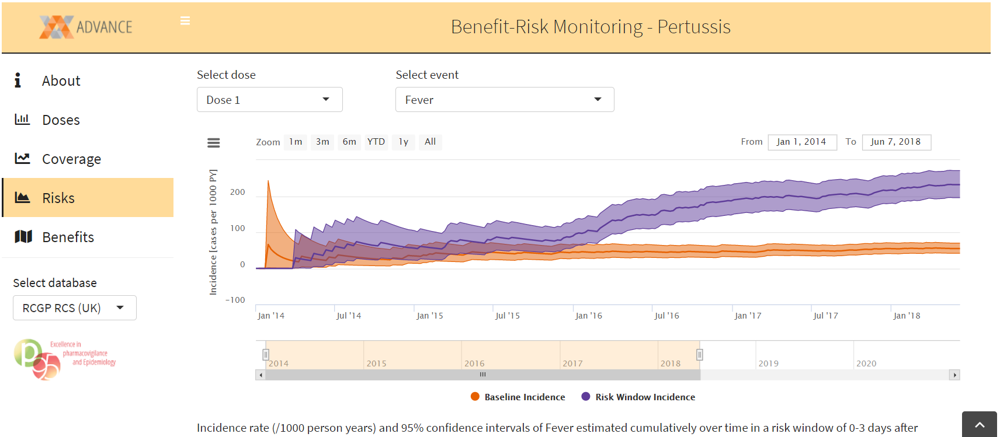 ADVANCE
Benefit-Risk Monitoring - Pertussis
About
Doses
Coverage
Risks
Benefits
Select database
RCGP RCS (UK)
Excellence in
pharmacovigilance
and Epidemiology
P95
Select dose
Select event
Dose 1
Fever
Zoom 1m 3m 6m YTD 1y All From Jan 1, 2014 To Jun 7, 2018
Incidence [cases per 1000 PY]
200
100
0
-100
Jan '14 Jul '14 Jan '15 Jul '15 Jan '16 Jul '16 Jan '17 Jul '17 Jan '18
2014 2015 2016 2017 2018 2019 2020
Baseline Incidence Risk Window Incidence
Incidence rate (/1000 person years) and 95% confidence intervals of Fever estimated cumulatively over time in a risk window of 0-3 days after